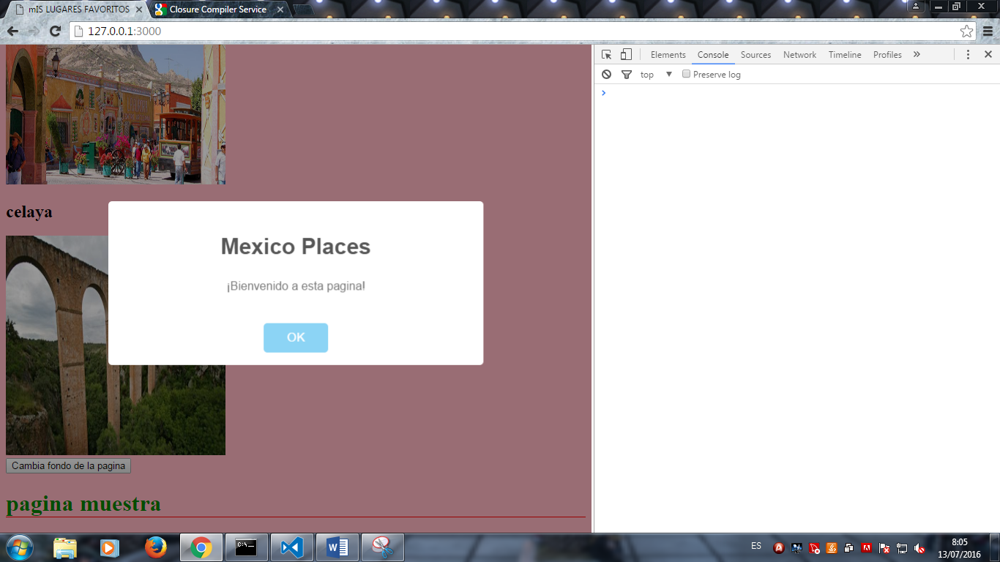 mIS LUGARES FAVORITOS
Closure Compiler Service
127.0.0.1:3000
Elements Console Sources Network Timeline Profiles »
top Preserve log
celaya
Mexico Places
¡Bienvenido a esta pagina!
OK
Cambia fondo de la pagina
pagina muestra
ES
8:05
13/07/2016